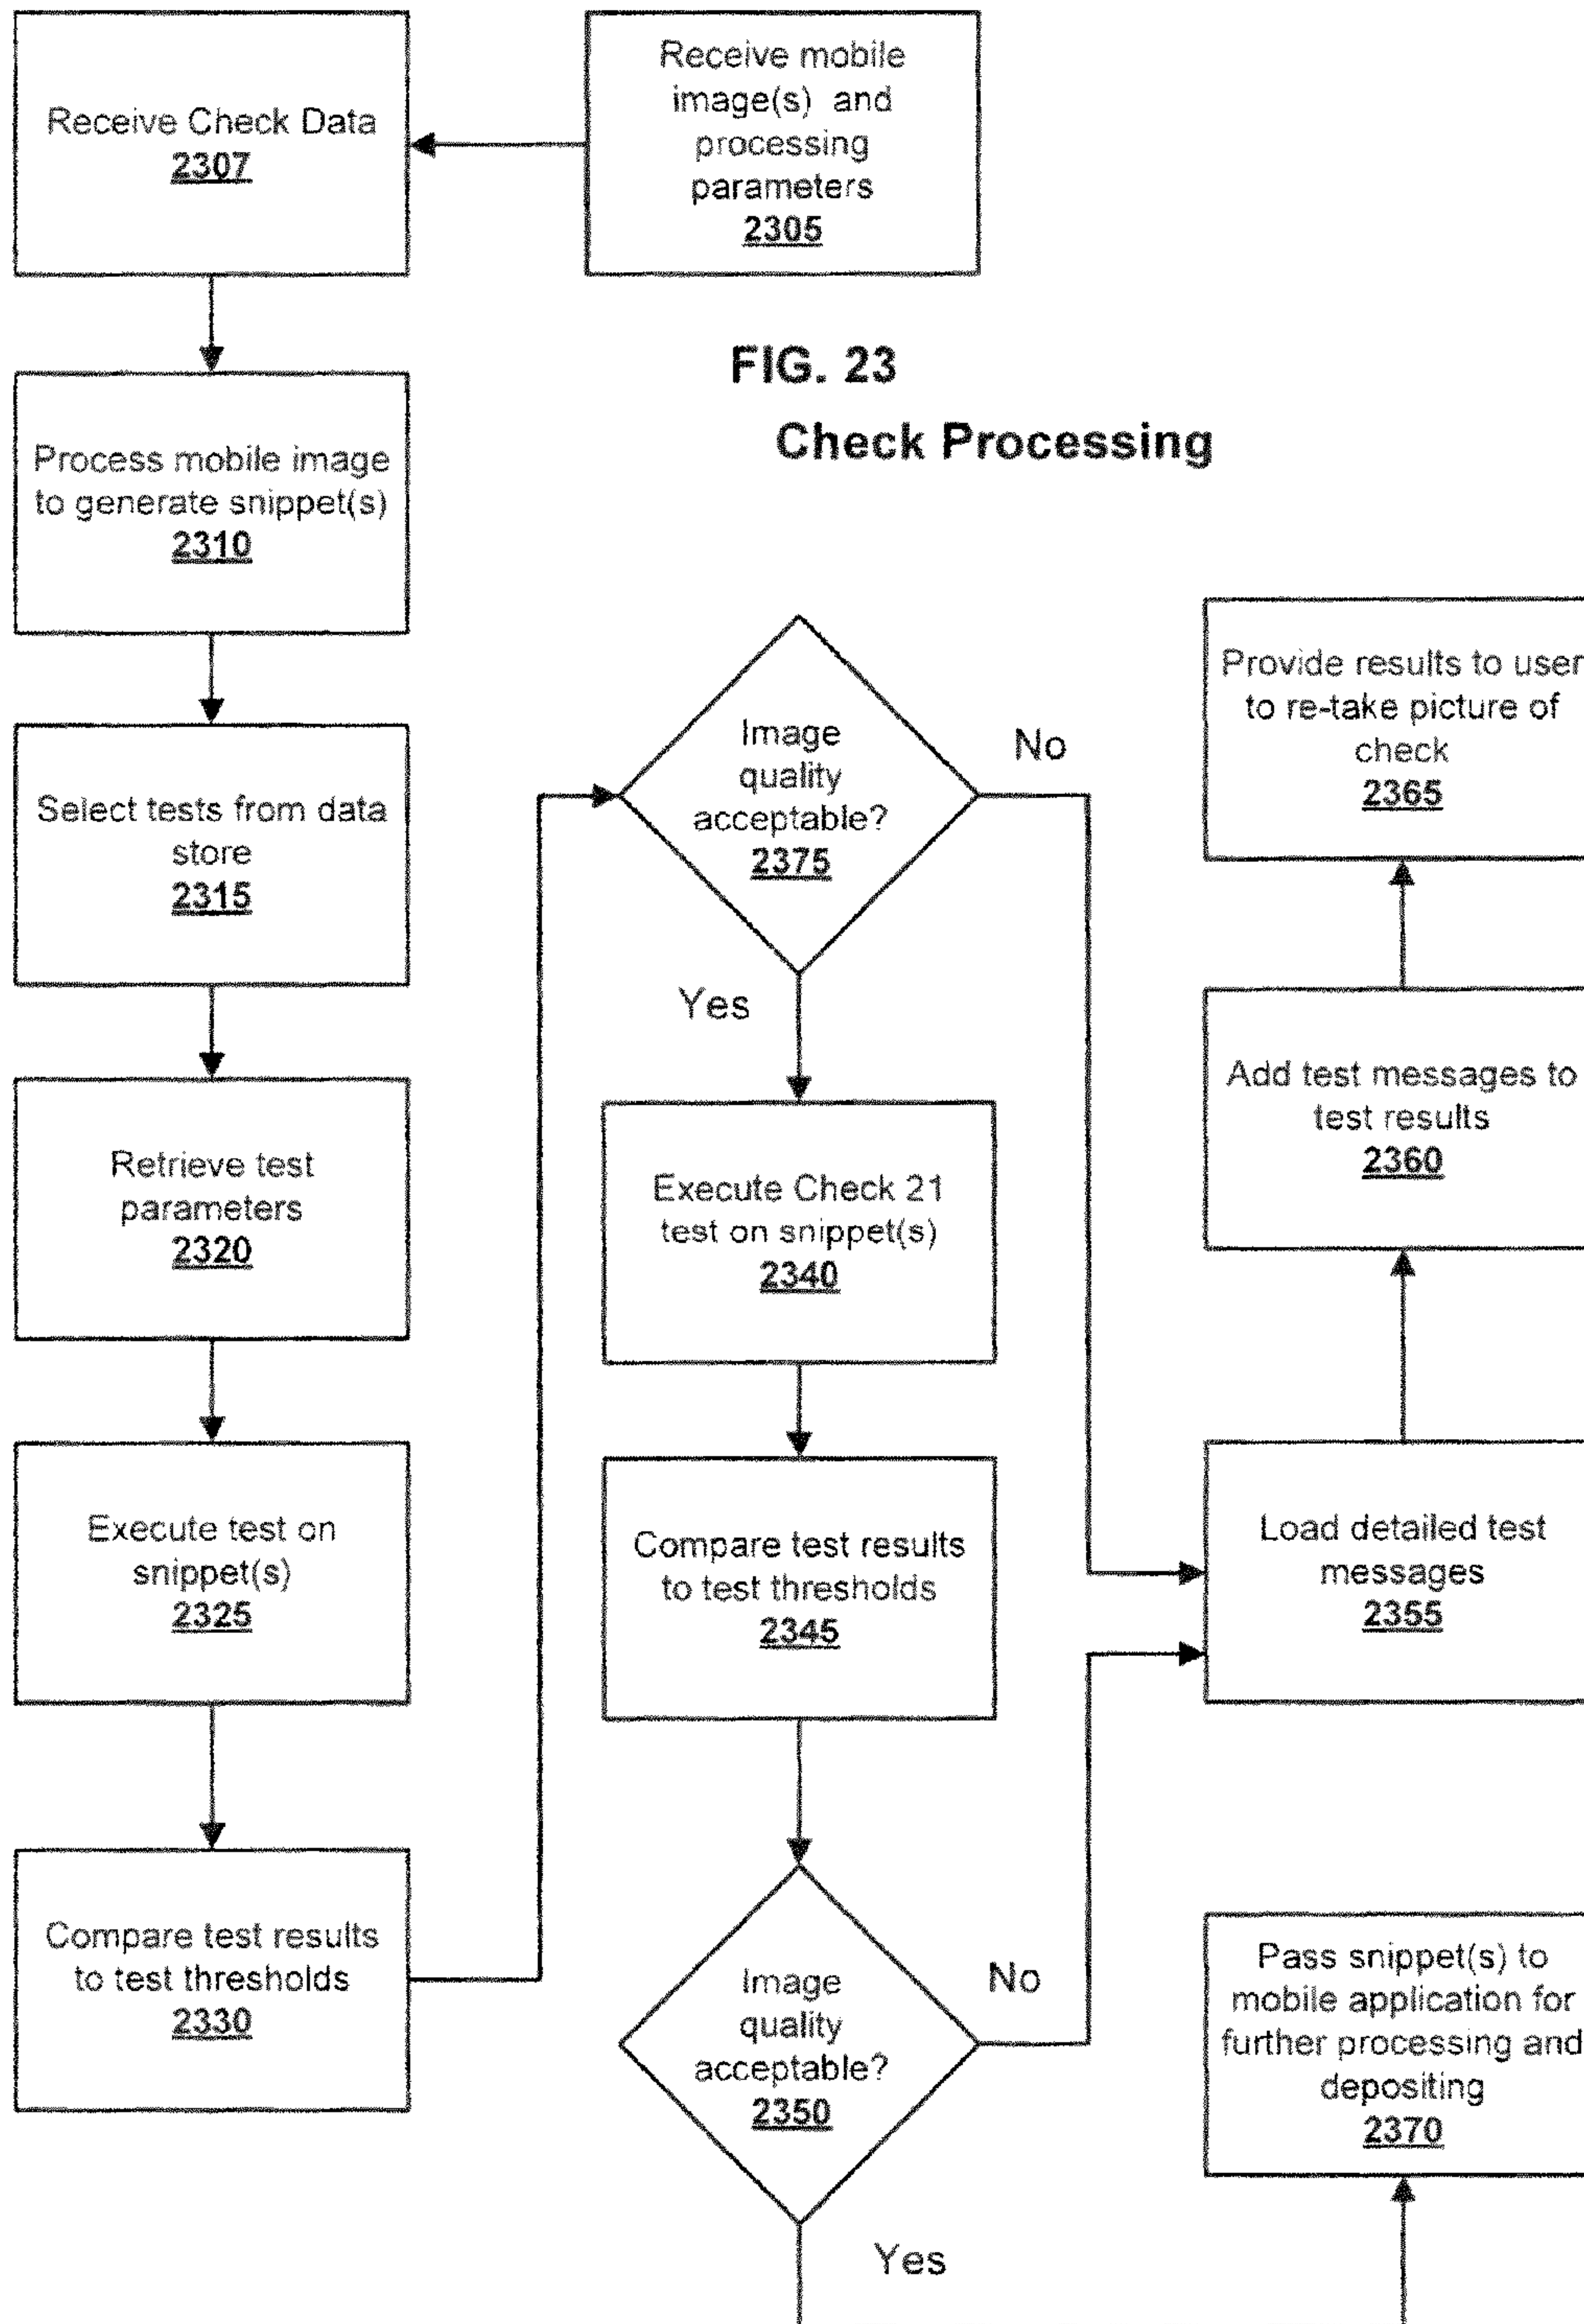 Receive Check Data
2307
Receive mobile
image(s) and
processing
parameters
2305
FIG. 23
Check Processing
Process mobile image
to generate snippet(s)
2310
Select tests from data
store
2315
Retrieve test
parameters
2320
Execute test on
snippet(s)
2325
Compare test results
to test thresholds
2330
Image
quality
acceptable?
2375
No
Yes
Execute Check 21
test on snippet(s)
2340
Compare test results
to test thresholds
2345
Image
quality
acceptable?
2350
No
Yes
Provide results to user
to re-take picture of
check
2365
Add test messages to
test results
2360
Load detailed test
messages
2355
Pass snippet(s) to
mobile application for
further processing and
depositing
2370